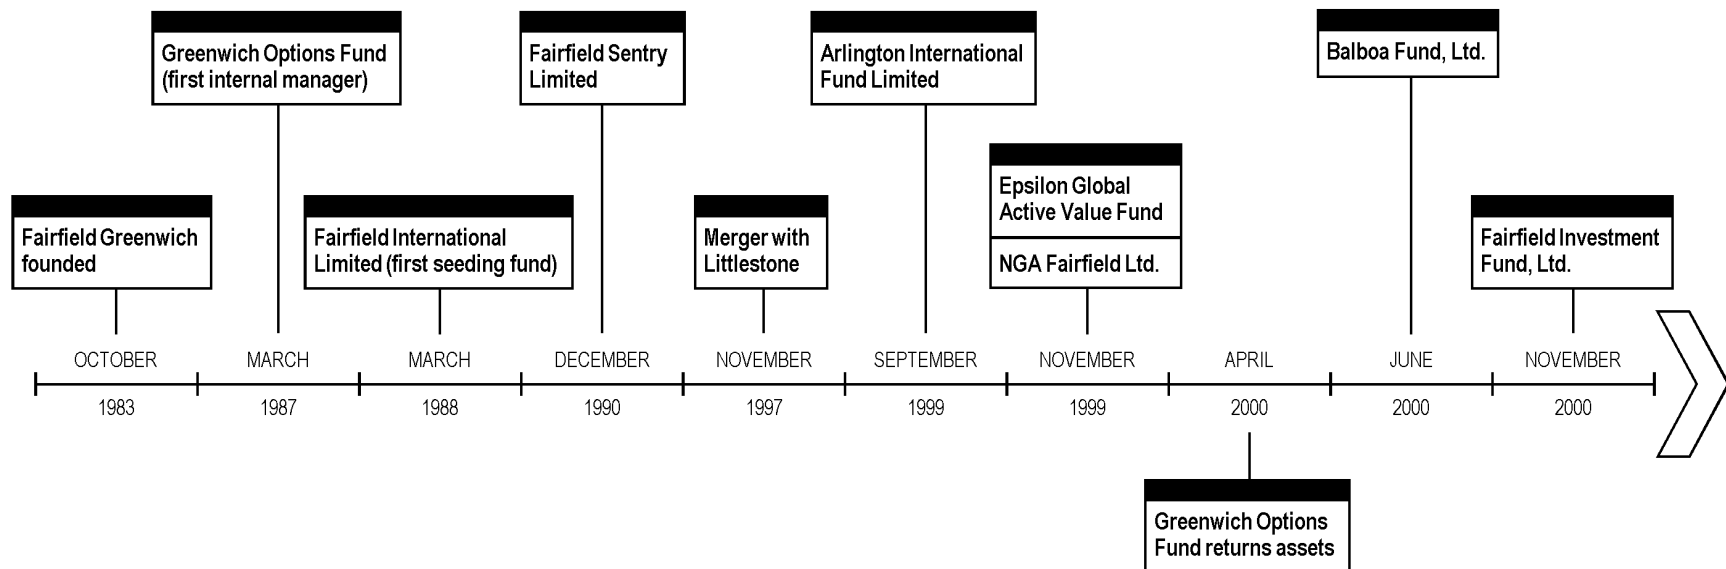 Greenwich Options Fund
(first internal manager)
Fairfield Sentry
Limited
Arlington International
Fund Limited
Balboa Fund, Ltd.
Fairfield Greenwich
founded
Fairfield International
Limited (first seeding fund)
Merger with
Littlestone
Epsilon Global
Active Value Fund
NGA Fairfield Ltd.
Fairfield Investment
Fund, Ltd.
OCTOBER MARCH MARCH DECEMBER NOVEMBER SEPTEMBER NOVEMBER APRIL JUNE NOVEMBER
1983 1987 1988 1990 1997 1999 1999 2000 2000 2000
Greenwich Options
Fund returns assets